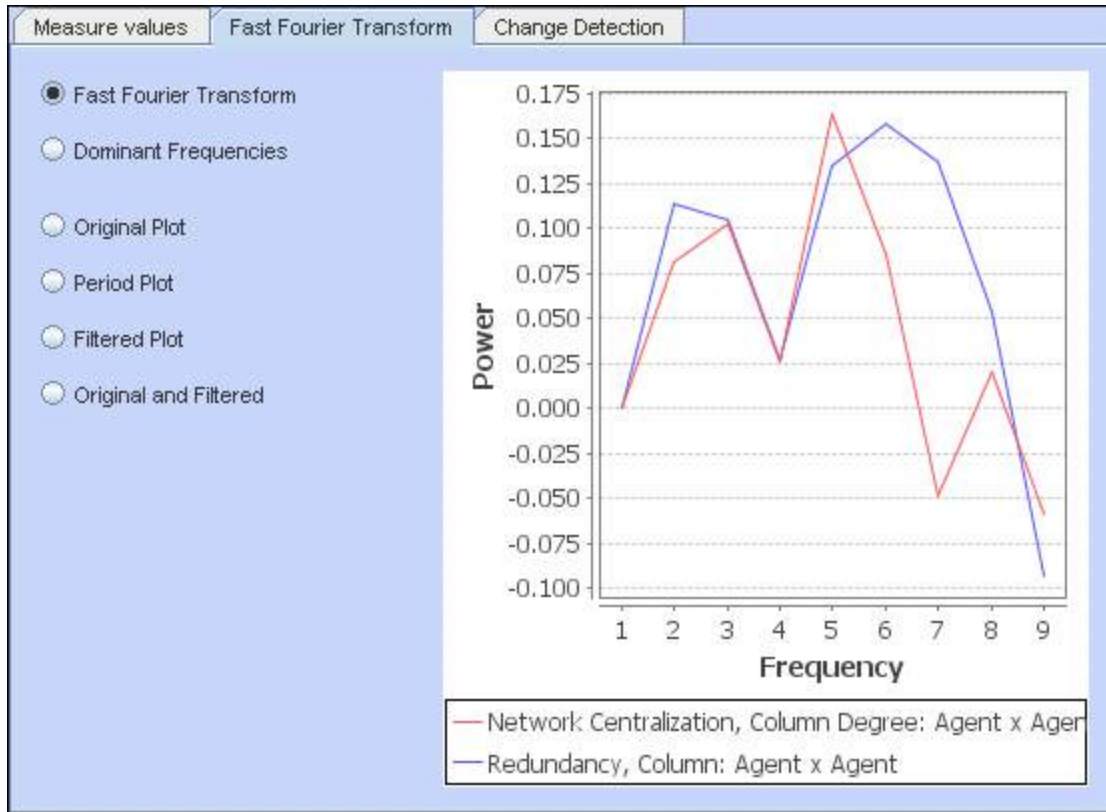 Measure values
Fast Fourier Transform
Change Detection
Fast Fourier Transform
Dominant Frequencies
Original Plot
Period Plot
Filtered Plot
Original and Filtered
Power
0.175
0.150
0.125
0.100
0.075
0.050
0.025
0.000
-0.025
-0.050
-0.075
-0.100
1 2 3 4 5 6 7 8 9
Frequency
Network Centralization, Column Degree: Agent x Agen
Redundancy, Column: Agent x Agent